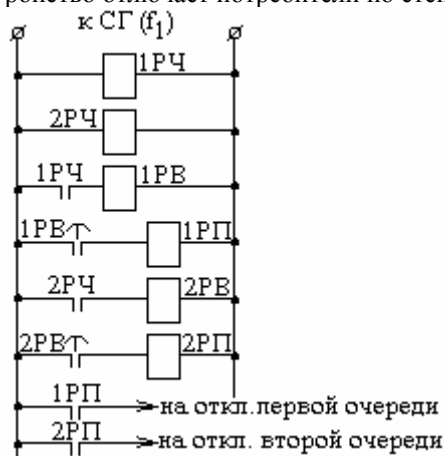 к СГ (f1)
1РЧ
2РЧ
1РЧ 1РВ
1РВ 1РП
2РЧ 2РВ
2РВ 2РП
1РП на откл.первой очереди
2РП на откл. второй очереди